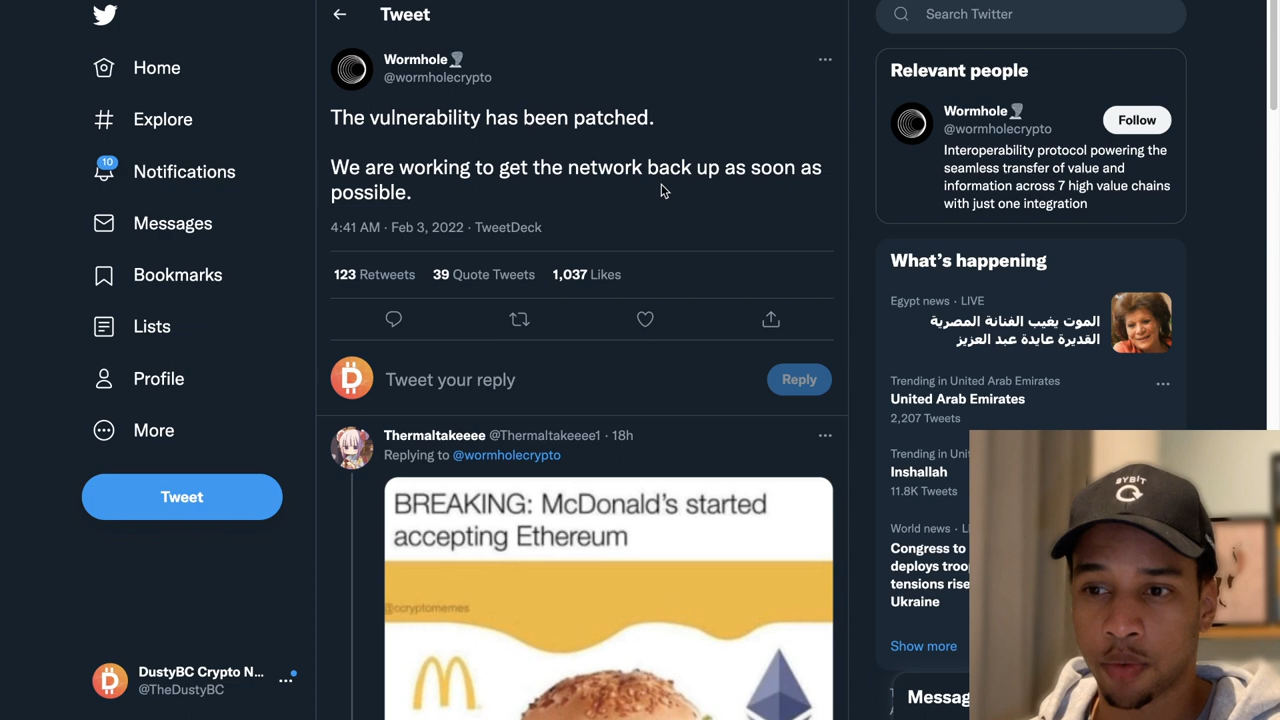 Home
Explore
10
Notifications
Messages
Bookmarks
Lists
Profile
More
Tweet
DustyBC Crypto N...
@TheDustyBC
Tweet
Wormhole
@wormholecrypto
The vulnerability has been patched.
We are working to get the network back up as soon as
possible.
4:41 AM · Feb 3, 2022 · TweetDeck
123 Retweets 39 Quote Tweets 1,037 Likes
Tweet your reply
Reply
Thermaltakeeee @Thermaltakeeee1 · 18h
Replying to @wormholecrypto
BREAKING: McDonald's started
accepting Ethereum
@ccryptomemes
Search Twitter
Relevant people
Wormhole
@wormholecrypto
Follow
Interoperability protocol powering the
seamless transfer of value and
information across 7 high value chains
with just one integration
What's happening
Egypt news · LIVE
الموت يغيب الفنانة المصرية
القديرة عايدة عبد العزيز
Trending in United Arab Emirates
United Arab Emirates
2,207 Tweets
Trending in
Inshallah
11.8K Tweets
World news ·
Congress to
deploys
tensions
Ukraine
Show more
BYBIT